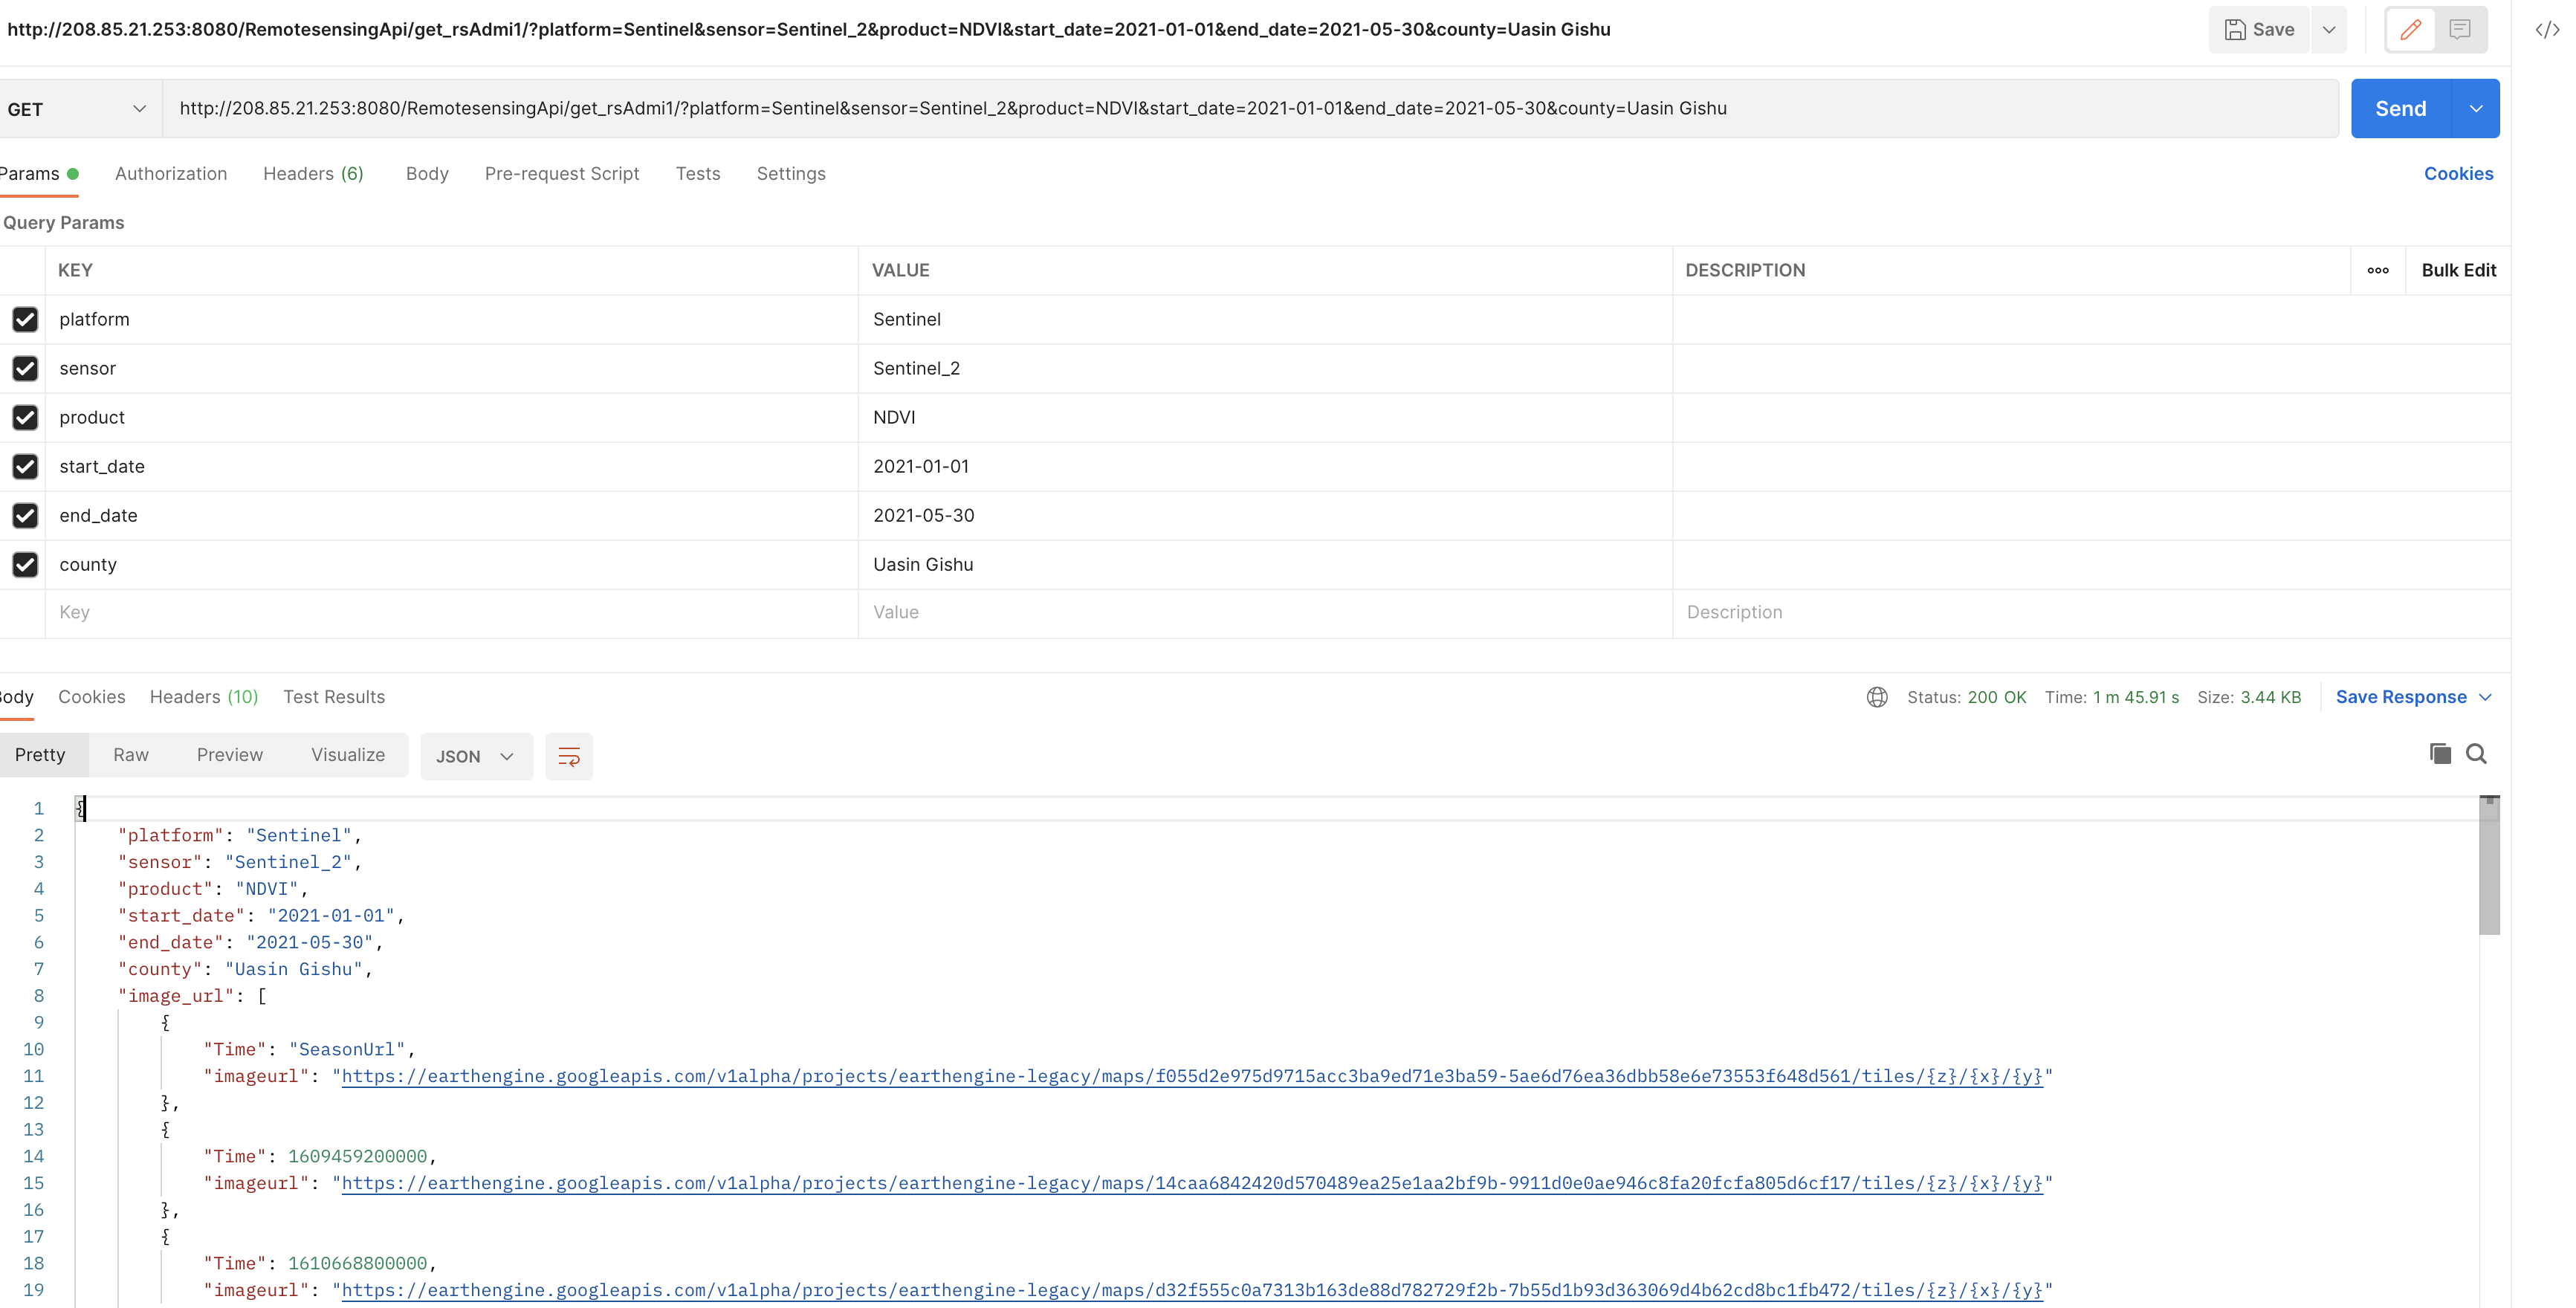 http://208.85.21.253:8080/RemotesensingApi/get_rsAdmi1/?platform=Sentinel&sensor=Sentinel_2&product=NDVI&start_date=2021-01-01&end_date=2021-05-30&county=Uasin Gishu
Save
GET http://208.85.21.253:8080/RemotesensingApi/get_rsAdmi1/?platform=Sentinel&sensor=Sentinel_2&product=NDVI&start_date=2021-01-01&end_date=2021-05-30&county=Uasin Gishu Send
Params Authorization Headers (6) Body Pre-request Script Tests Settings Cookies
Query Params
KEY VALUE DESCRIPTION Bulk Edit
platform Sentinel
sensor Sentinel_2
product NDVI
start_date 2021-01-01
end_date 2021-05-30
county Uasin Gishu
Key Value Description
Body Cookies Headers (10) Test Results Status: 200 OK Time: 1 m 45.91 s Size: 3.44 KB Save Response
Pretty Raw Preview Visualize JSON
1 {
2 "platform": "Sentinel",
3 "sensor": "Sentinel_2",
4 "product": "NDVI",
5 "start_date": "2021-01-01",
6 "end_date": "2021-05-30",
7 "county": "Uasin Gishu",
8 "image_url": [
9 {
10 "Time": "SeasonUrl",
11 "imageurl": "https://earthengine.googleapis.com/v1alpha/projects/earthengine-legacy/maps/f055d2e975d9715acc3ba9ed71e3ba59-5ae6d76ea36dbb58e6e73553f648d561/tiles/{z}/{x}/{y}"
12 },
13 {
14 "Time": 1609459200000,
15 "imageurl": "https://earthengine.googleapis.com/v1alpha/projects/earthengine-legacy/maps/14caa6842420d570489ea25e1aa2bf9b-9911d0e0ae946c8fa20fcfa805d6cf17/tiles/{z}/{x}/{y}"
16 },
17 {
18 "Time": 1610668800000,
19 "imageurl": "https://earthengine.googleapis.com/v1alpha/projects/earthengine-legacy/maps/d32f555c0a7313b163de88d782729f2b-7b55d1b93d363069d4b62cd8bc1fb472/tiles/{z}/{x}/{y}"